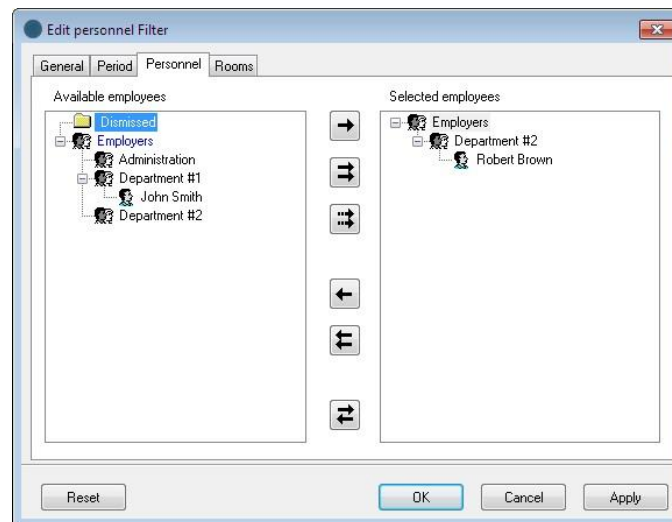 Edit personnel Filter
General Period Personnel Rooms
Available employees
Dismissed
Employers
Administration
Department #1
John Smith
Department #2
Selected employees
Employers
Department #2
Robert Brown
Reset OK Cancel Apply